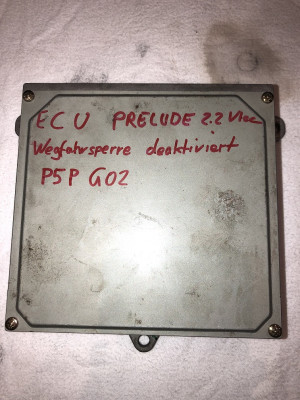 ECU PRELUDE 2.2 Vtec
Wegfahrsperre deaktiviert
P5P G02